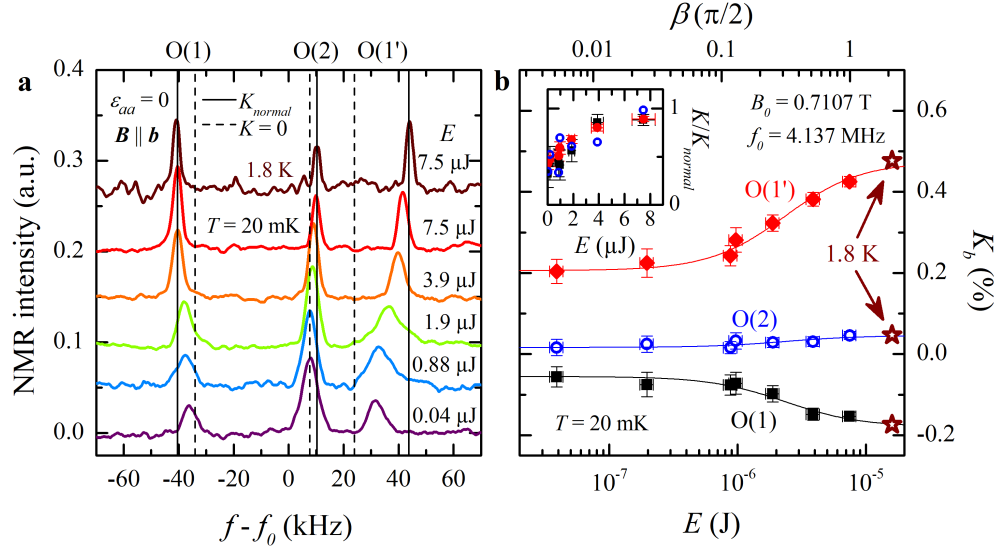 a
O(1) O(2) O(1')
ε_aa = 0
B || b
K_normal
K = 0
E
1.8 K
7.5 μJ
T = 20 mK
7.5 μJ
3.9 μJ
1.9 μJ
0.88 μJ
0.04 μJ
NMR intensity (a.u.)
0.4
0.3
0.2
0.1
0.0
-60 -40 -20 0 20 40 60
f - f_0 (kHz)
b
β (π/2)
0.01 0.1 1
B_0 = 0.7107 T
f_0 = 4.137 MHz
1
0
K/K_normal
0 2 4 6 8
E (μJ)
O(1')
1.8 K
O(2)
O(1)
T = 20 mK
0.6
0.4
0.2
0.0
-0.2
K_b (%)
10^-7 10^-6 10^-5
E (J)